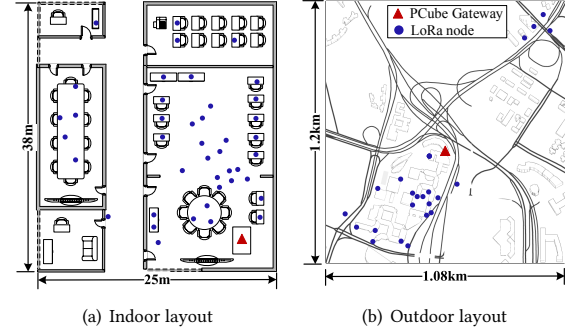 PCube Gateway
LoRa node
38m
25m
1.2km
1.08km
(a) Indoor layout
(b) Outdoor layout